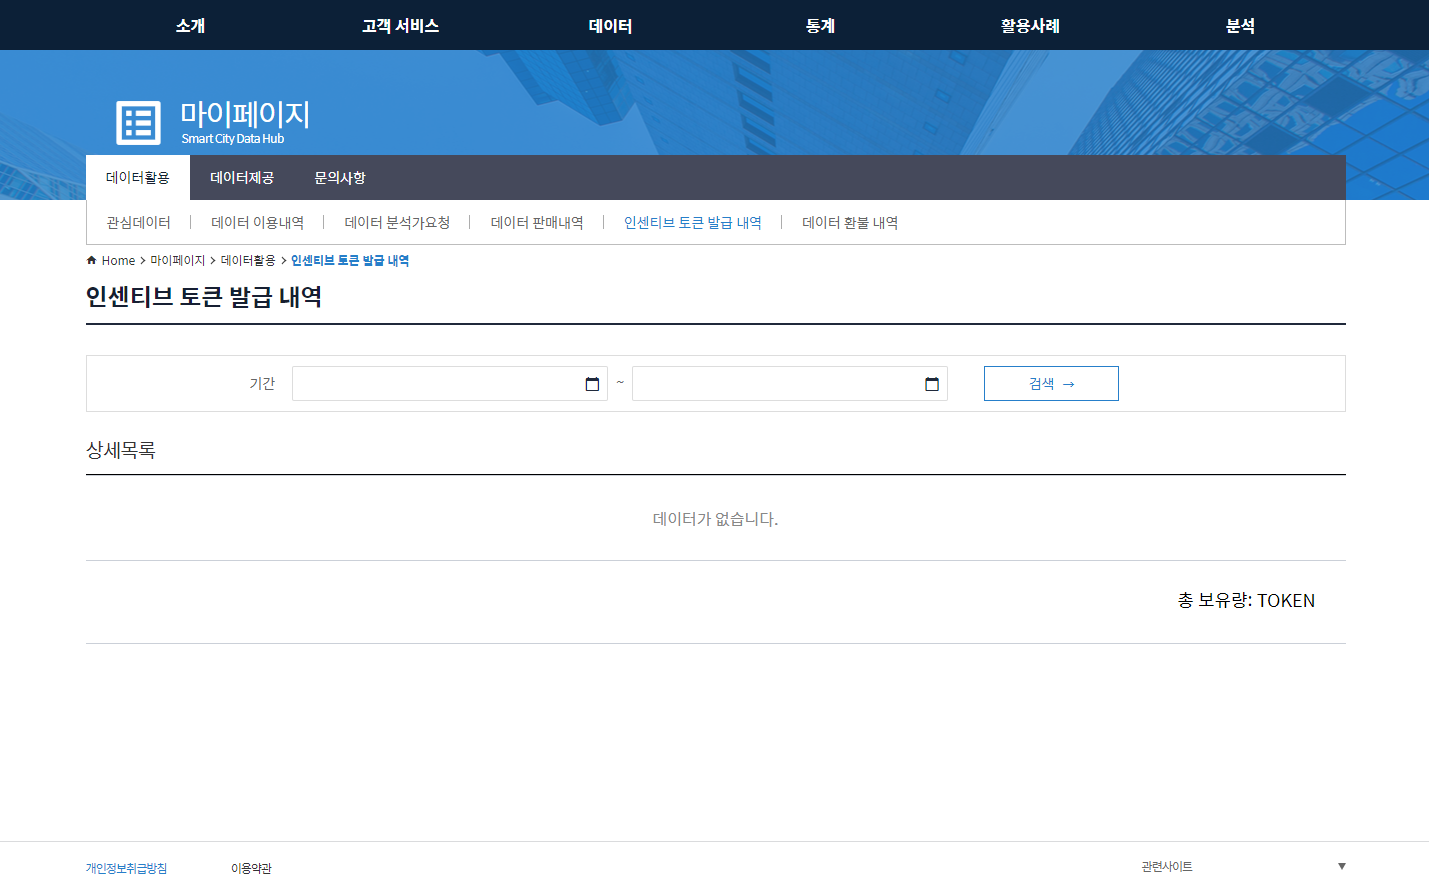 소개 고객 서비스 데이터 통계 활용사례 분석
마이페이지
Smart City Data Hub
데이터활용 데이터제공 문의사항
관심데이터 데이터 이용내역 데이터 분석가요청 데이터 판매내역 인센티브 토큰 발급 내역 데이터 환불 내역
Home > 마이페이지 > 데이터활용 > 인센티브 토큰 발급 내역
인센티브 토큰 발급 내역
기간 ~ 검색 →
상세목록
데이터가 없습니다.
총 보유량: TOKEN
개인정보취급방침 이용약관 관련사이트 ▼